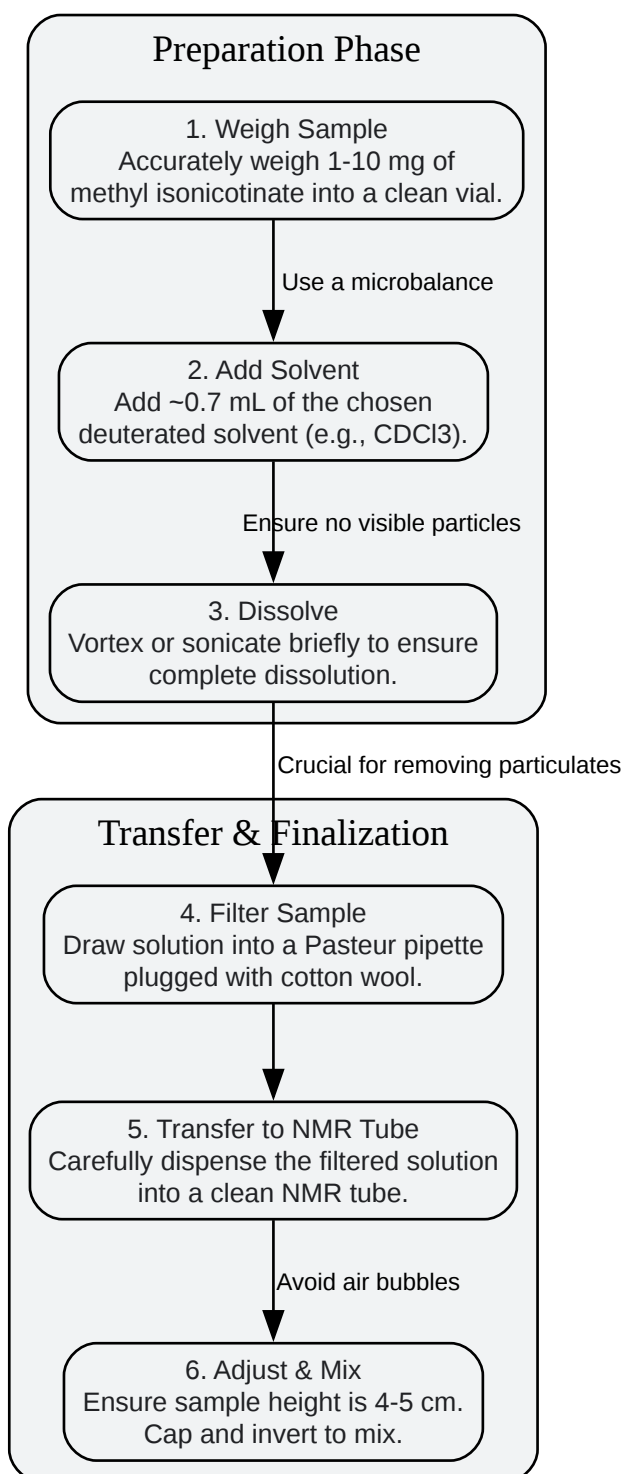 Preparation Phase
1. Weigh Sample
Accurately weigh 1-10 mg of
methyl isonicotinate into a clean vial.
Use a microbalance
2. Add Solvent
Add ~0.7 mL of the chosen
deuterated solvent (e.g., CDCl3).
Ensure no visible particles
3. Dissolve
Vortex or sonicate briefly to ensure
complete dissolution.
Crucial for removing particulates
Transfer & Finalization
4. Filter Sample
Draw solution into a Pasteur pipette
plugged with cotton wool.
5. Transfer to NMR Tube
Carefully dispense the filtered solution
into a clean NMR tube.
Avoid air bubbles
6. Adjust & Mix
Ensure sample height is 4-5 cm.
Cap and invert to mix.